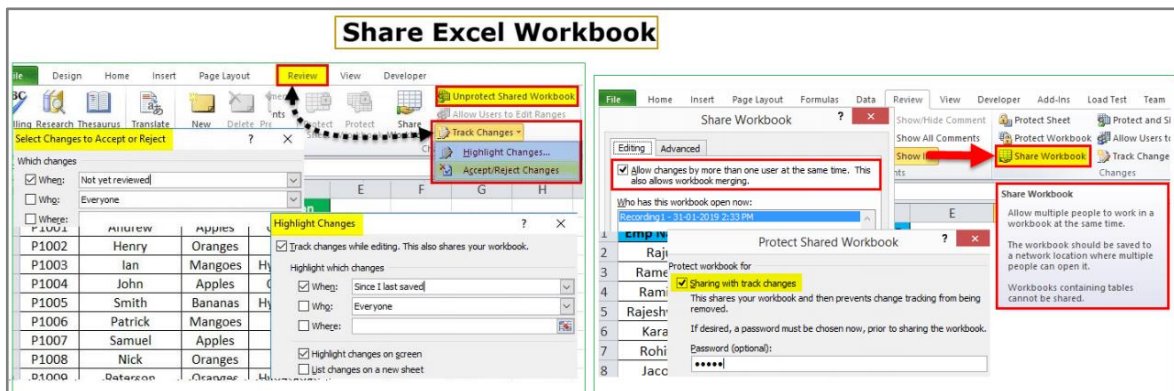 Share Excel Workbook
File Design Home Insert Page Layout Review View Developer
Research Thesaurus Translate New Delete Protect Share
Unprotect Shared Workbook
Allow Users to Edit Ranges
Track Changes
Highlight Changes...
Accept/Reject Changes
Select Changes to Accept or Reject ? X
Which changes
When: Not yet reviewed
Who: Everyone
Where:
E F G H
P1001 Andrew Apples
P1002 Henry Oranges
P1003 Ian Mangoes
P1004 John Apples
P1005 Smith Bananas
P1006 Patrick Mangoes
P1007 Samuel Apples
P1008 Nick Oranges
P1009 Paterson Oranges
Highlight Changes ? X
Track changes while editing. This also shares your workbook.
Highlight which changes
When: Since I last saved
Who: Everyone
Where:
Highlight changes on screen
List changes on a new sheet
File Home Insert Page Layout Formulas Data Review View Developer Add-Ins Load Test Team
Share Workbook ? x
Editing Advanced
Allow changes by more than one user at the same time. This
also allows workbook merging.
Who has this workbook open now:
Recording1 - 31-01-2019 2:33 PM
Show/Hide Comment Protect Sheet Protect and
Show All Comments Protect Workbook Allow Users
Show Share Workbook Track Change
Changes
E
Share Workbook
Allow multiple people to work in a
workbook at the same time.
The workbook should be saved to
a network location where multiple
people can open it.
Workbooks containing tables
cannot be shared.
1 Emp
2
3
4
5
6
7
8
Protect Shared Workbook ? x
Protect workbook for
Sharing with track changes
This shares your workbook and then prevents change tracking from being
removed.
If desired, a password must be chosen now, prior to sharing the workbook.
Password (optional):
•••••